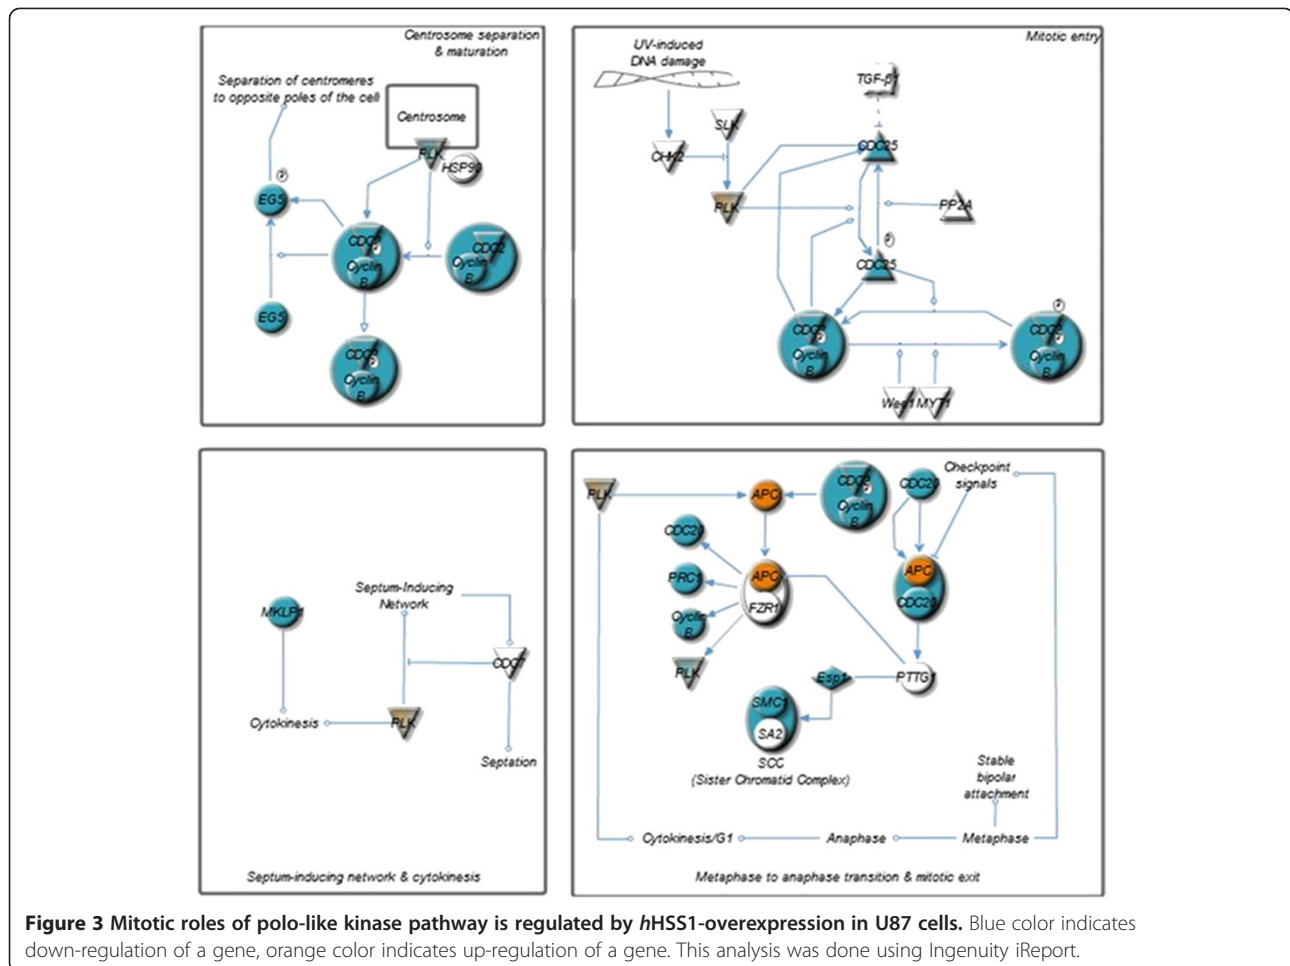 Centrosome separation
& maturation
Separation of centromeres
to opposite poles of the cell
Centrosome
PLK
HSP90
P
EG5
CDC2
P
Cyclin
B
CDC2
Cyclin
B
EG5
CDC2
P
Cyclin
B
Mitotic entry
UV-induced
DNA damage
TGF-β1
SLK
CHK2
CDC25
PLK
PP2A
P
CDC25
P
CDC2
P
Cyclin
B
CDC2
P
Cyclin
B
Wee1
MYT1
Septum-Inducing
Network
MKLP1
CDC7
Cytokinesis
PLK
Septation
Septum-inducing network & cytokinesis
PLK
APC
CDC2
P
Cyclin
B
CDC20
Checkpoint
signals
CDC20
PRC1
Cyclin
B
PLK
APC
FZR1
APC
CDC20
Esp1
PTTG1
SMC1
SA2
SCC
(Sister Chromatid Complex)
Stable
bipolar
attachment
Cytokinesis/G1
Anaphase
Metaphase
Metaphase to anaphase transition & mitotic exit
Figure 3 Mitotic roles of polo-like kinase pathway is regulated by hHSS1-overexpression in U87 cells. Blue color indicates
down-regulation of a gene, orange color indicates up-regulation of a gene. This analysis was done using Ingenuity iReport.